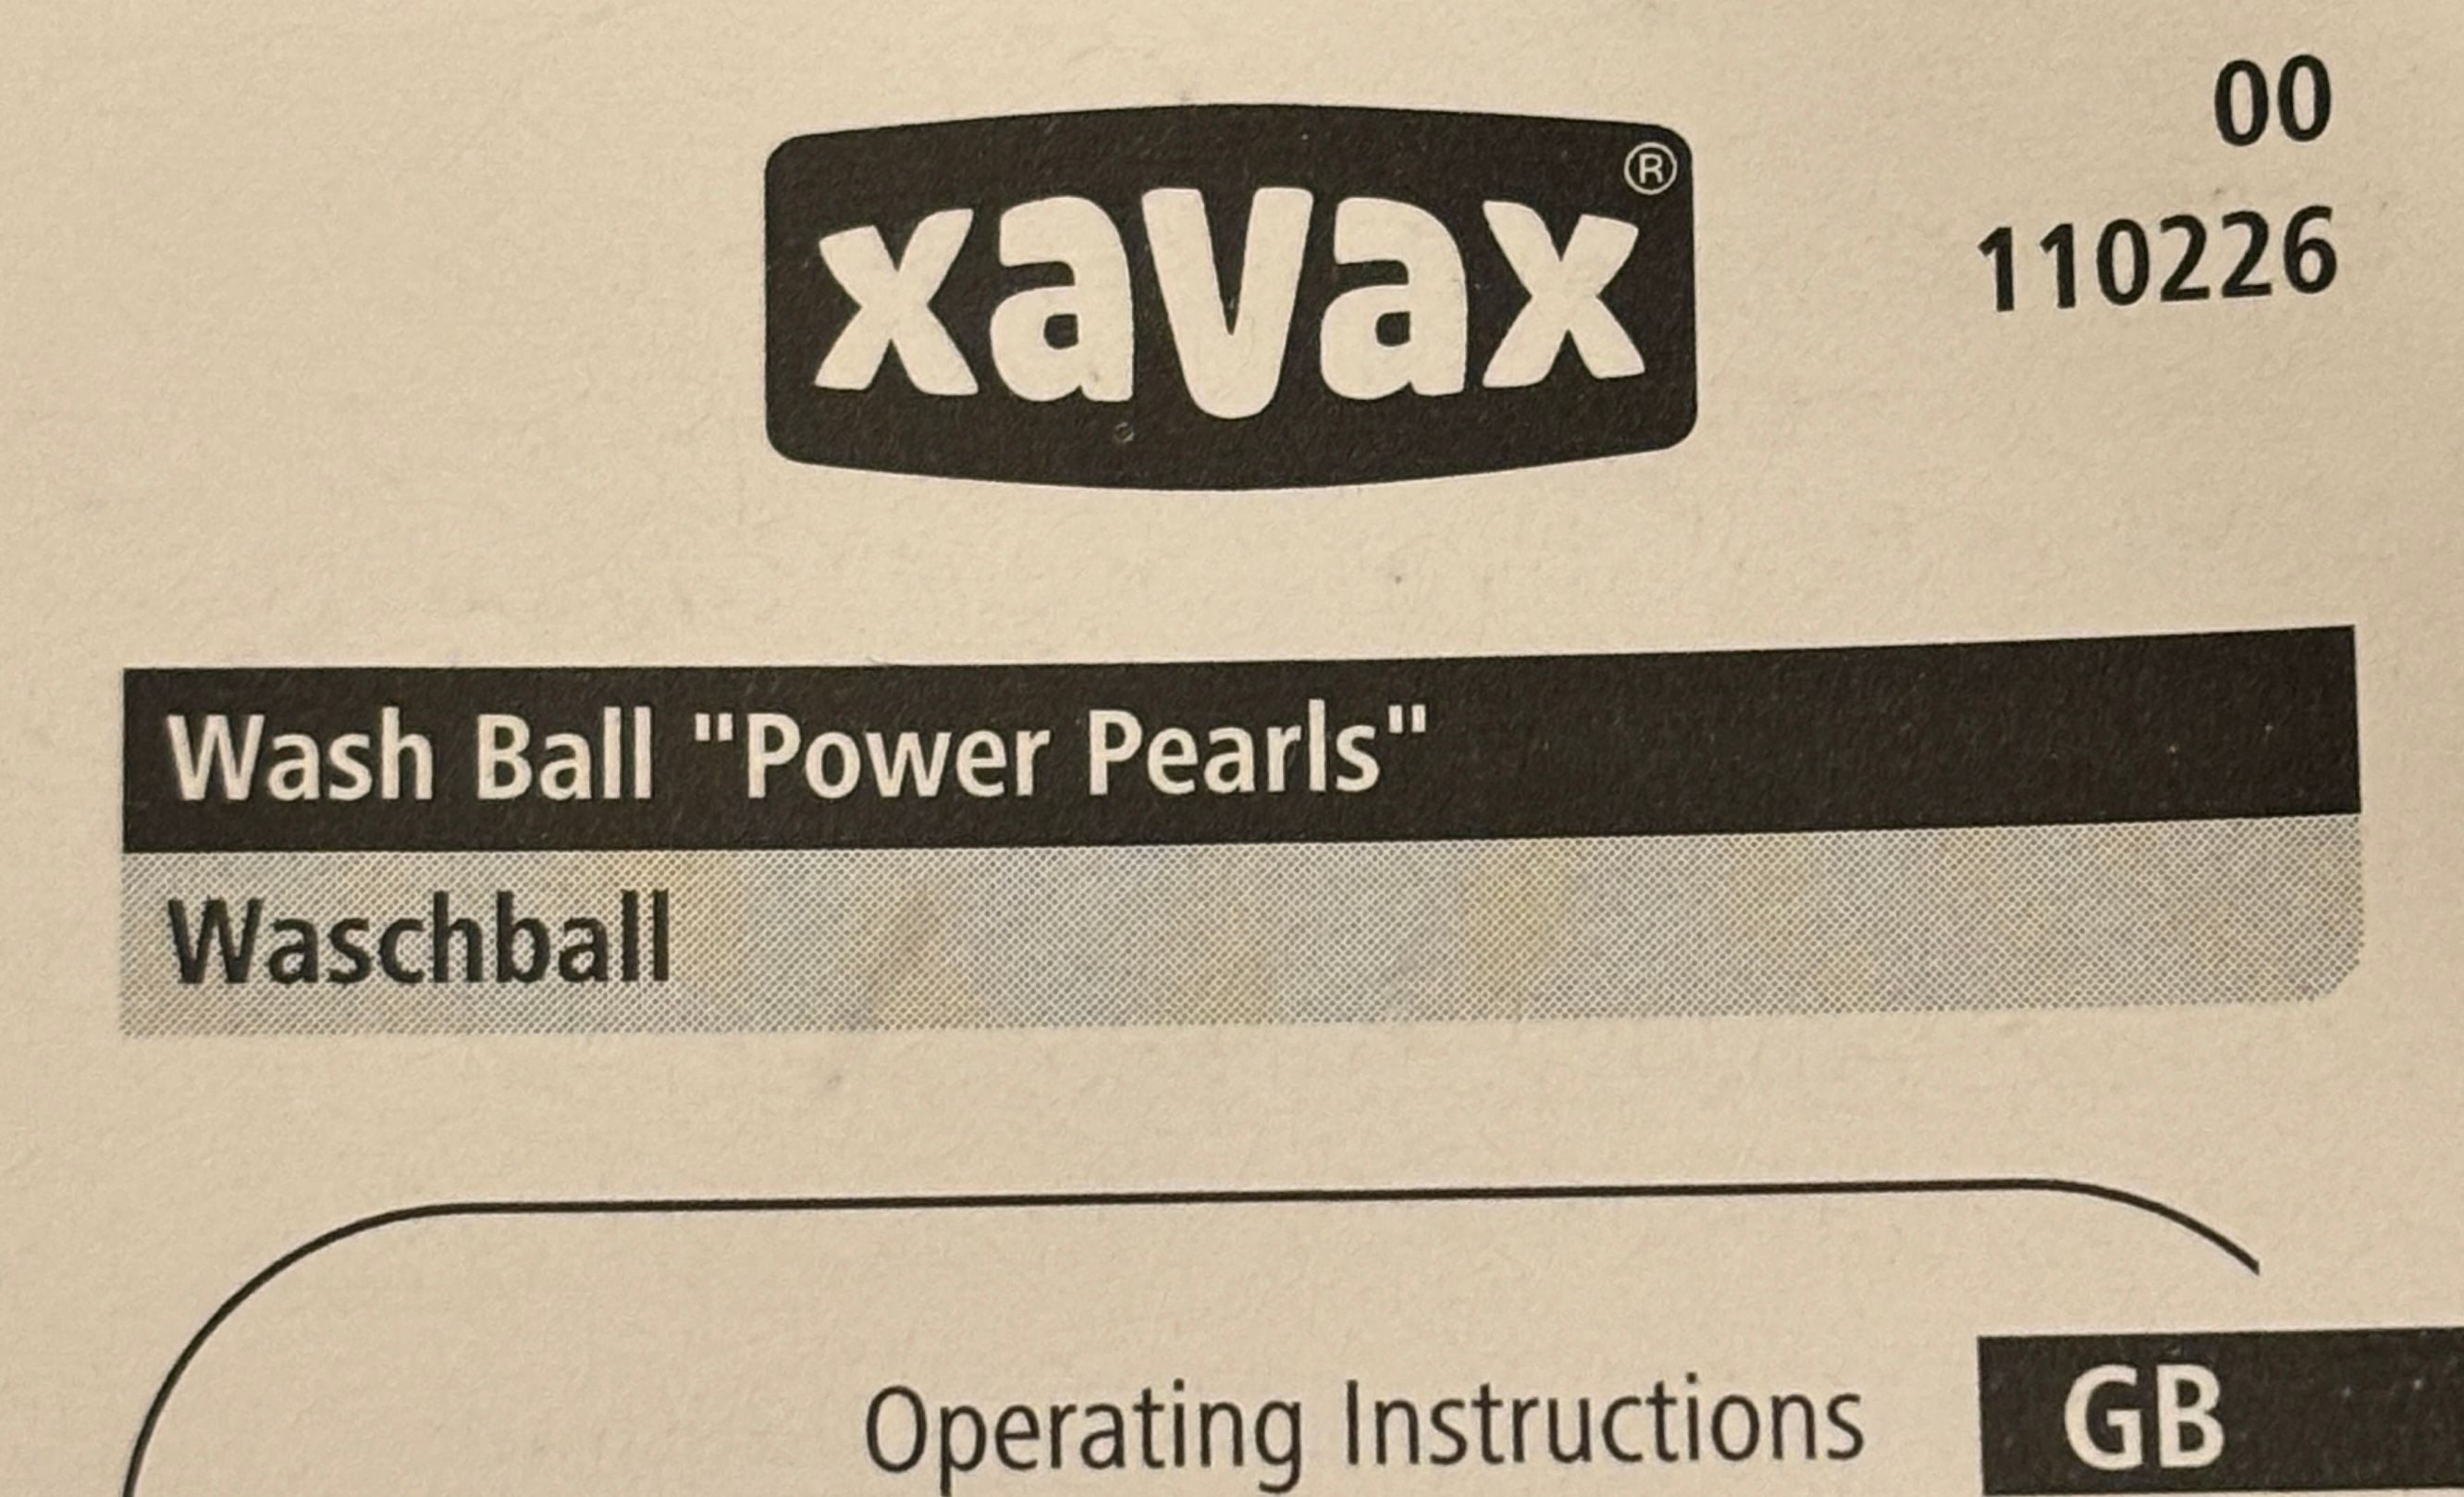 00
xavax®
110226
Wash Ball "Power Pearls"
Waschball
Operating Instructions
GB